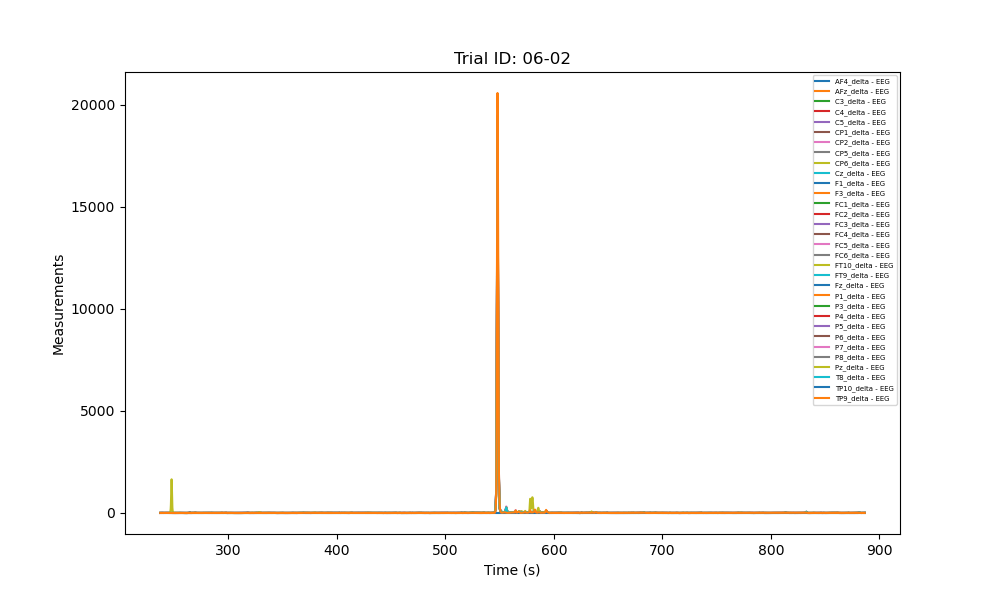 Trial ID: 06-02
AF4_delta - EEG
AFz_delta - EEG
C3_delta - EEG
C4_delta - EEG
C5_delta - EEG
CP1_delta - EEG
CP2_delta - EEG
CP5_delta - EEG
CP6_delta - EEG
Cz_delta - EEG
F1_delta - EEG
F3_delta - EEG
FC1_delta - EEG
FC2_delta - EEG
FC3_delta - EEG
FC4_delta - EEG
FC5_delta - EEG
FC6_delta - EEG
FT10_delta - EEG
FT9_delta - EEG
Fz_delta - EEG
P1_delta - EEG
P3_delta - EEG
P4_delta - EEG
P5_delta - EEG
P6_delta - EEG
P7_delta - EEG
P8_delta - EEG
Pz_delta - EEG
T8_delta - EEG
TP10_delta - EEG
TP9_delta - EEG
Measurements
20000
15000
10000
5000
0
300 400 500 600 700 800 900
Time (s)